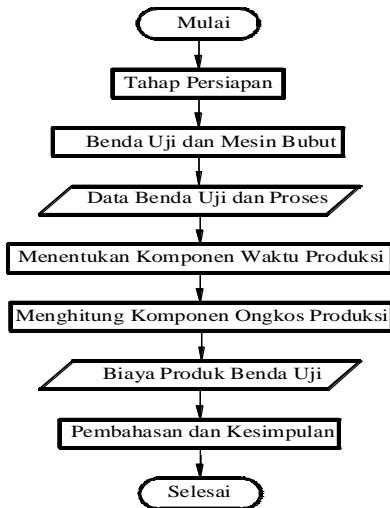 Mulai
Tahap Persiapan
Benda Uji dan Mesin Bubut
Data Benda Uji dan Proses
Menentukan Komponen Waktu Produksi
Menghitung Komponen Ongkos Produksi
Biaya Produk Benda Uji
Pembahasan dan Kesimpulan
Selesai